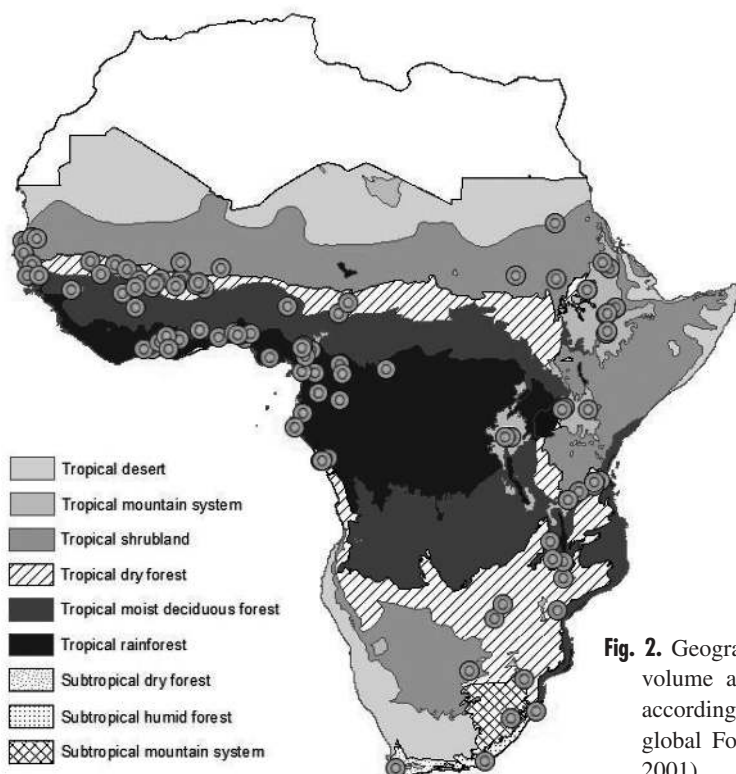 Tropical desert
Tropical mountain system
Tropical shrubland
Tropical dry forest
Tropical moist deciduous forest
Tropical rainforest
Subtropical dry forest
Subtropical humid forest
Subtropical mountain system
Fig. 2. Geogra
volume a
according
global Fo
2001)